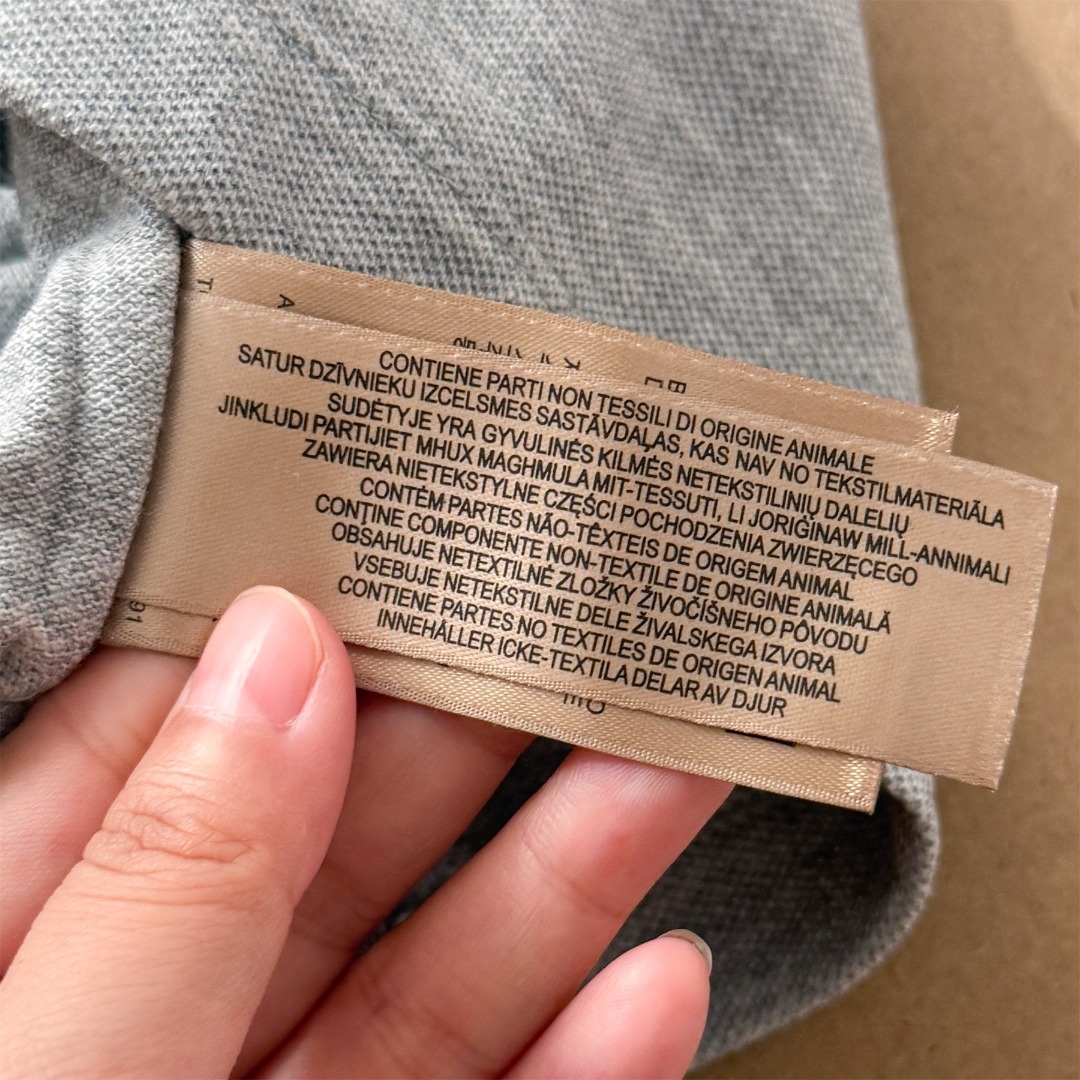 CONTIENE PARTI NON TESSILI DI ORIGINE ANIMALE
SATUR DZĪVNIEKU IZCELSMES SASTĀVDAĻAS, KAS NAV NO TEKSTILMATERIĀLA
SUDĖTYJE YRA GYVULINĖS KILMĖS NETEKSTILINIŲ DALELIŲ
JINKLUDI PARTIJIET MHUX MAGHMULA MIT-TESSUTI, LI JORIĠINAW MILL-ANNIMALI
ZAWIERA NIETEKSTYLNE CZĘŚCI POCHODZENIA ZWIERZĘCEGO
CONTÉM PARTES NÃO-TÊXTEIS DE ORIGEM ANIMAL
CONȚINE COMPONENTE NON-TEXTILE DE ORIGINE ANIMALĂ
OBSAHUJE NETEXTILNÉ ZLOŽKY ŽIVOČÍŠNEHO PÔVODU
VSEBUJE NETEKSTILNE DELE ŽIVALSKEGA IZVORA
CONTIENE PARTES NO TEXTILES DE ORIGEN ANIMAL
INNEHÅLLER ICKE-TEXTILA DELAR AV DJUR